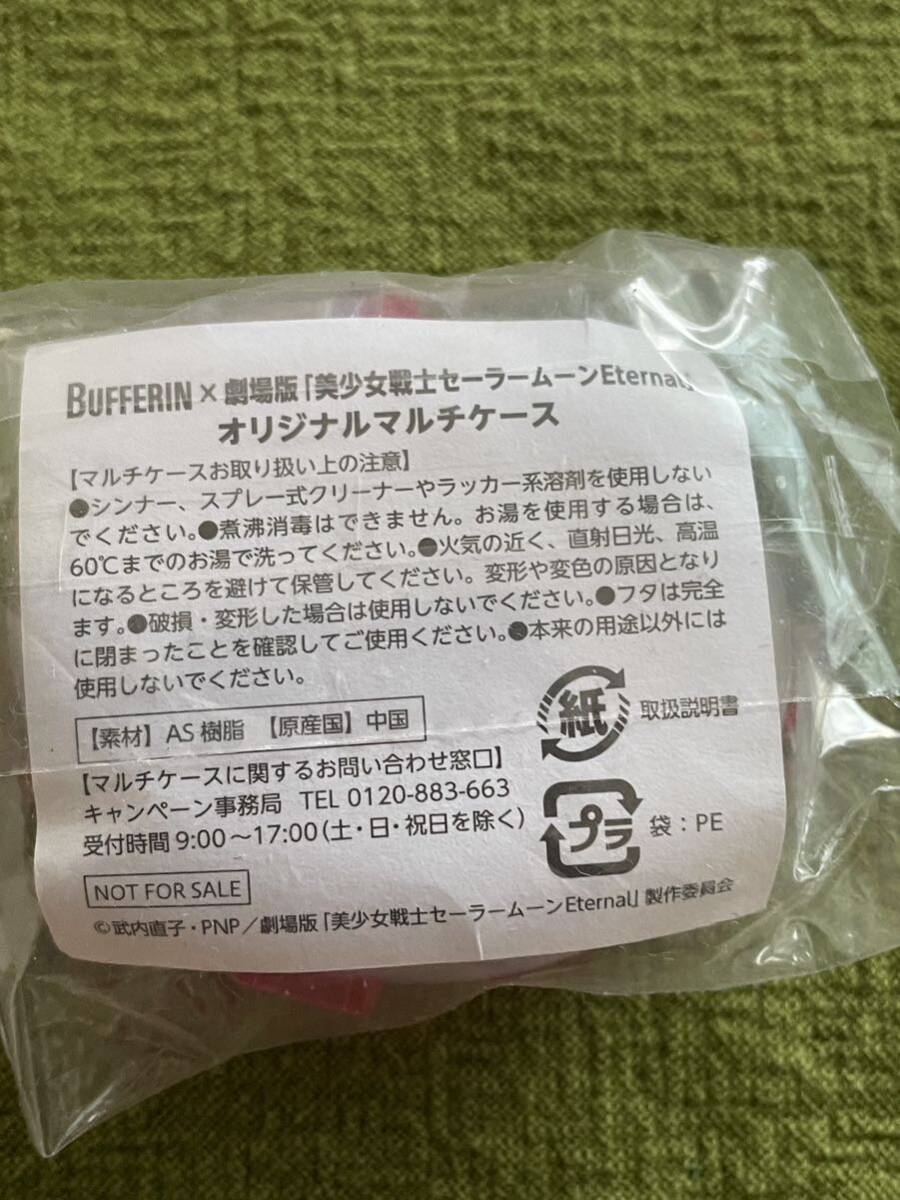 BUFFERIN×劇場版「美少女戦士セーラームーンEternal」
オリジナルマルチケース
【マルチケースお取り扱い上の注意】
●シンナー、スプレー式クリーナーやラッカー系溶剤を使用しない
でください。●煮沸消毒はできません。お湯を使用する場合は、
60℃までのお湯で洗ってください。●火気の近く、直射日光、高温
になるところを避けて保管してください。変形や変色の原因となり
ます。●破損・変形した場合は使用しないでください。●フタは完全
に閉まったことを確認してご使用ください。●本来の用途以外には
使用しないでください。
【素材】AS樹脂 【原産国】中国
紙 取扱説明書
【マルチケースに関するお問い合わせ窓口】
キャンペーン事務局 TEL 0120-883-663
受付時間 9:00〜17:00(土・日・祝日を除く)
プラ 袋：PE
NOT FOR SALE
©武内直子・PNP／劇場版「美少女戦士セーラームーンEternal」製作委員会